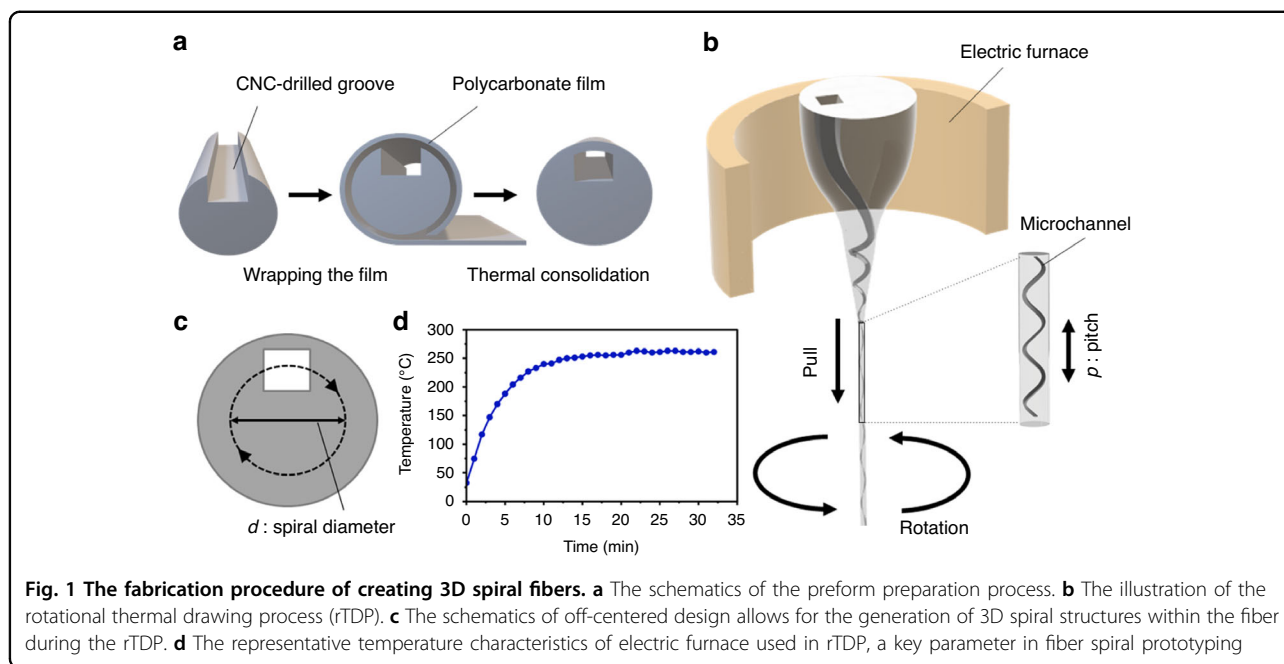 a
CNC-drilled groove
Polycarbonate film
Wrapping the film
Thermal consolidation
b
Electric furnace
Microchannel
Pull
p: pitch
Rotation
c
d : spiral diameter
d
300
250
200
150
100
50
0
Temperature (°C)
0 5 10 15 20 25 30 35
Time (min)
Fig. 1 The fabrication procedure of creating 3D spiral fibers. a The schematics of the preform preparation process. b The illustration of the
rotational thermal drawing process (rTDP). c The schematics of off-centered design allows for the generation of 3D spiral structures within the fiber
during the rTDP. d The representative temperature characteristics of electric furnace used in rTDP, a key parameter in fiber spiral prototyping